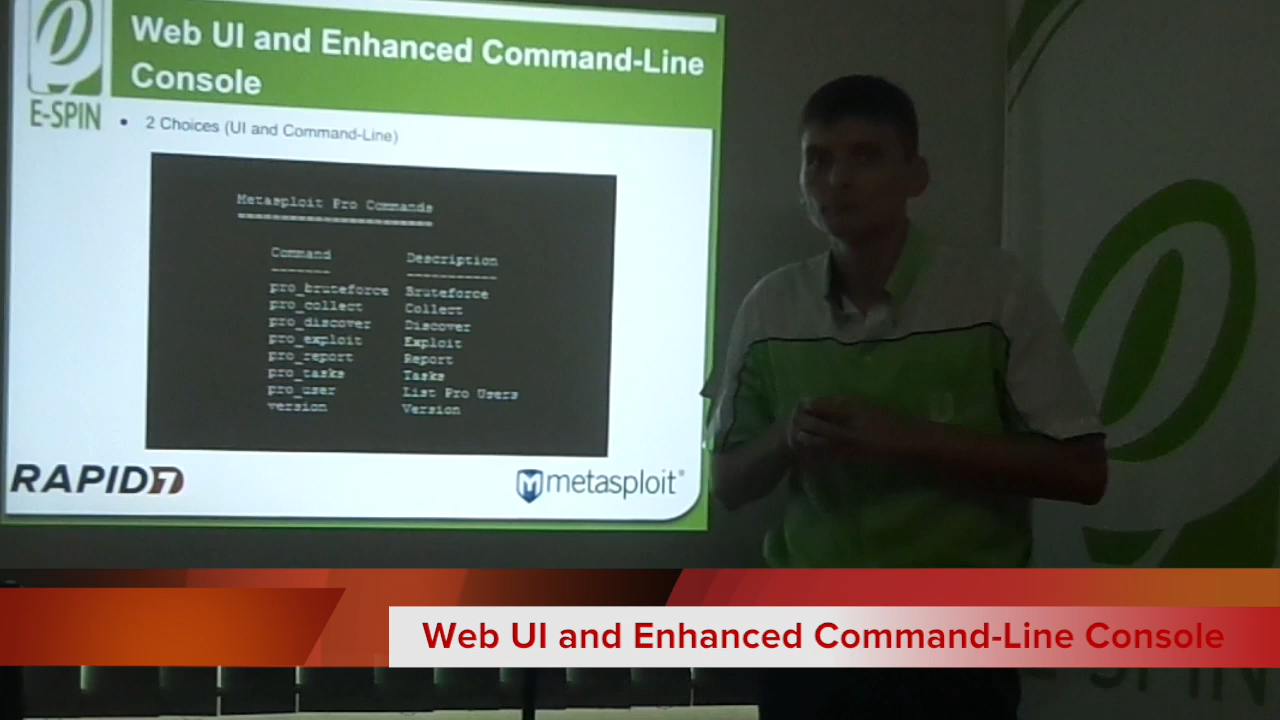 Web UI and Enhanced Command-Line
Console
E-SPIN
• 2 Choices (UI and Command-Line)
Metasploit Pro Commands
=======================
Command Description
------- -----------
pro_bruteforce Bruteforce
pro_collect Collect
pro_discover Discover
pro_exploit Exploit
pro_report Report
pro_tasks Tasks
pro_user List Pro Users
version Version
RAPID7
metasploit®
Web UI and Enhanced Command-Line Console
E-SPIN